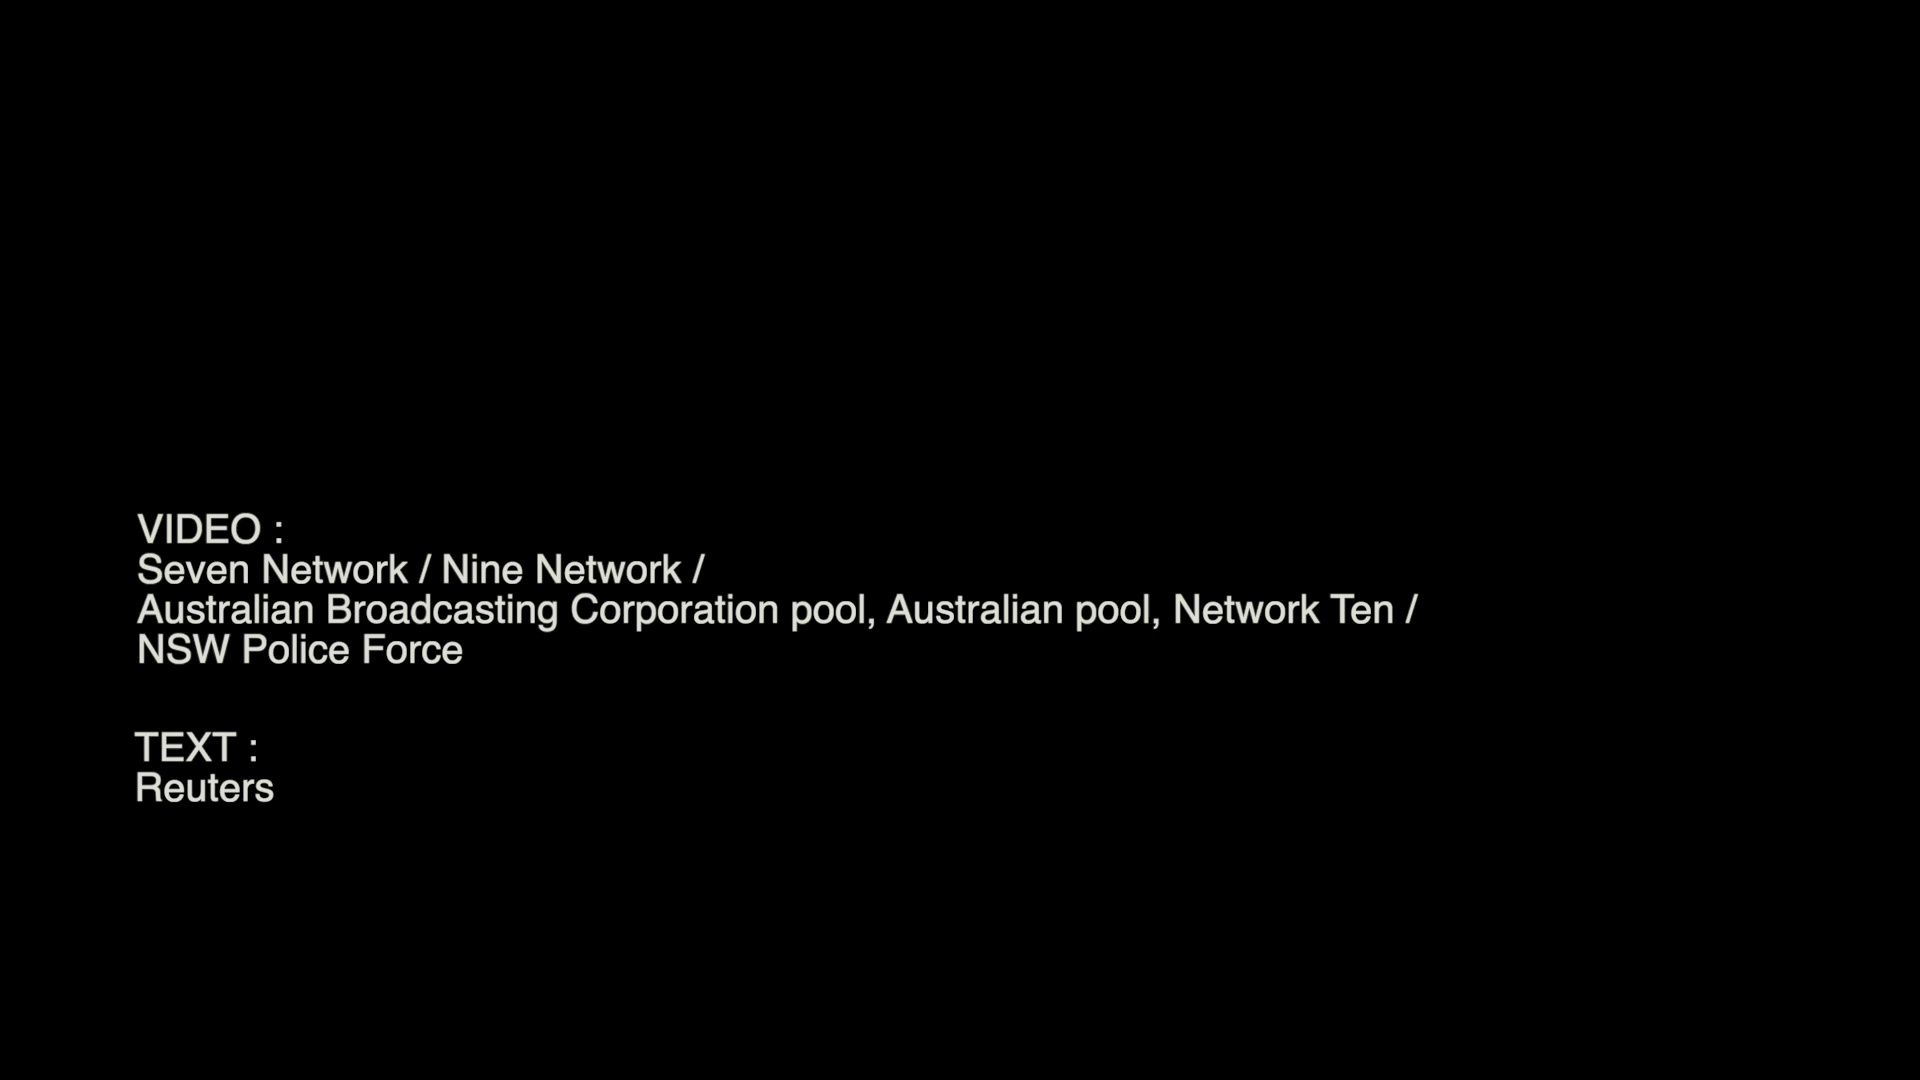 VIDEO :
Seven Network / Nine Network /
Australian Broadcasting Corporation pool, Australian pool, Network Ten /
NSW Police Force
TEXT :
Reuters